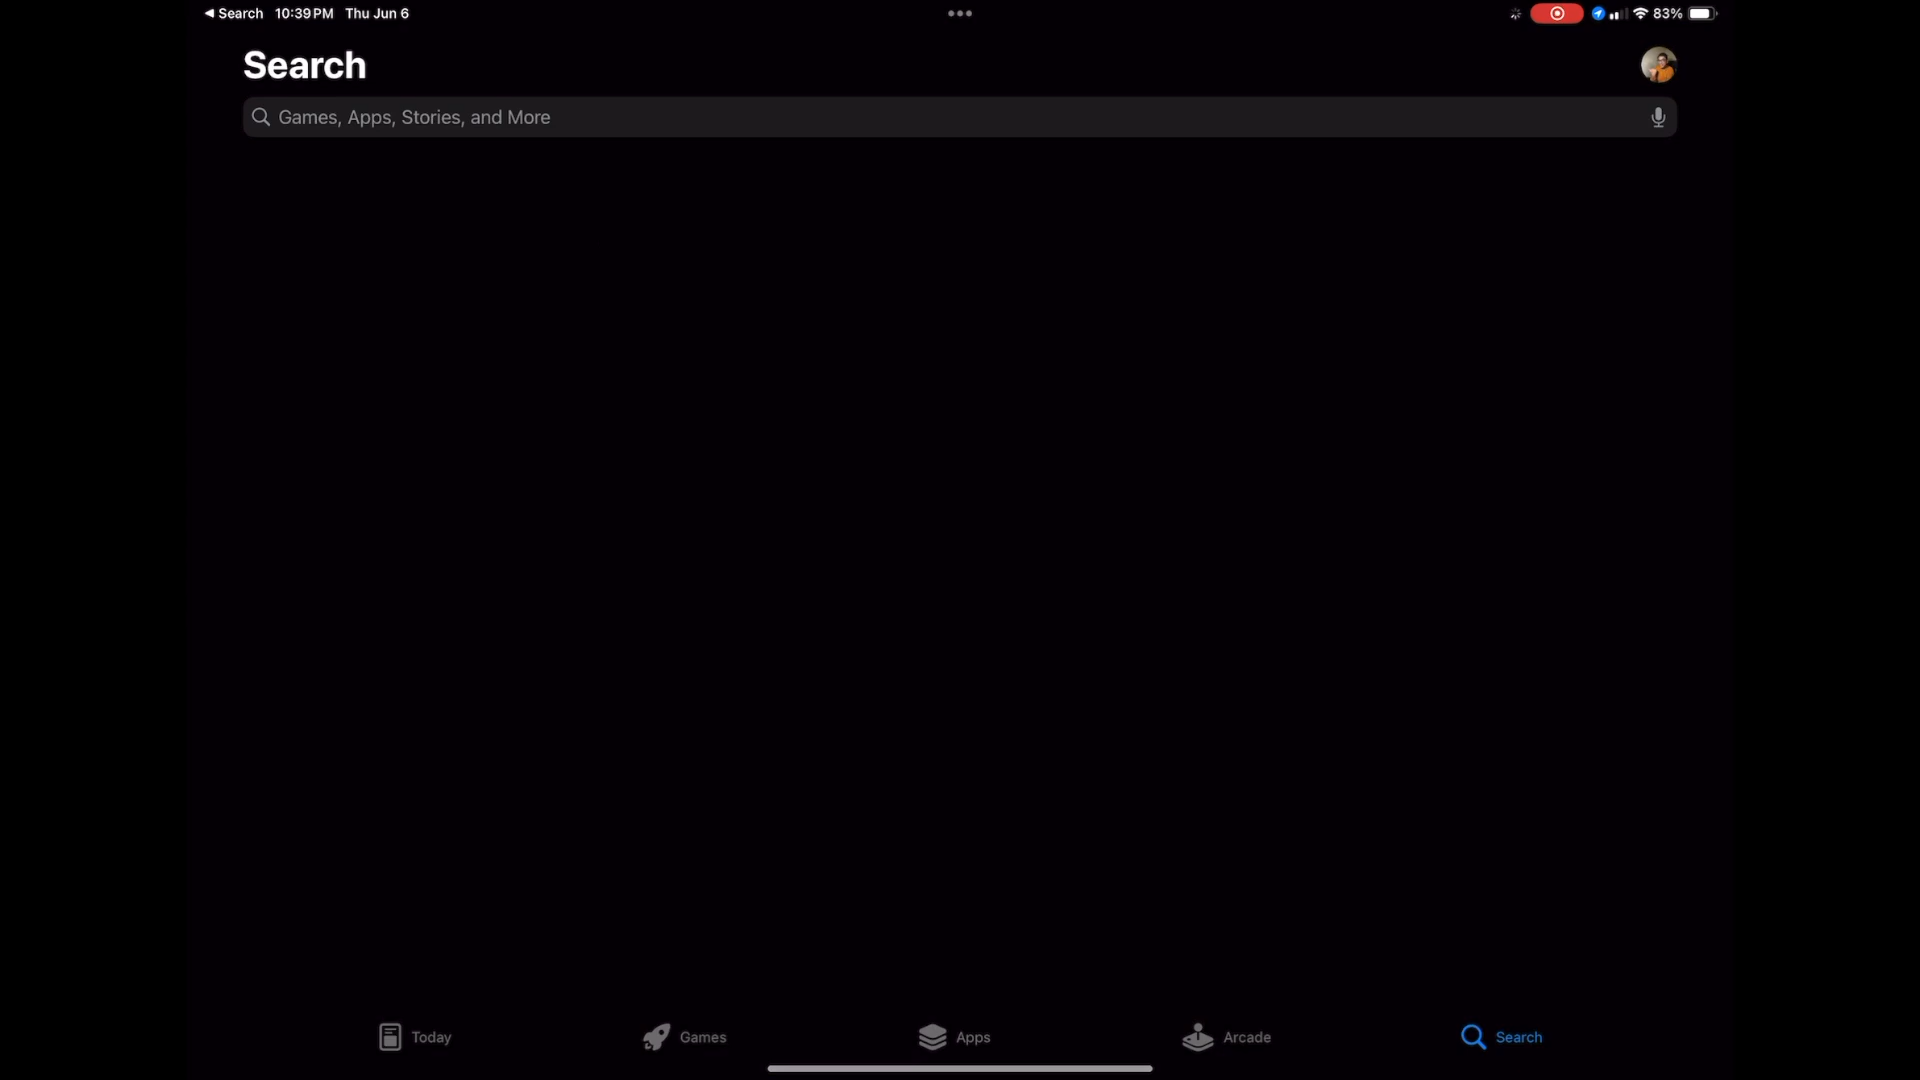 ◀ Search 10:39 PM Thu Jun 6
83%
Search
Games, Apps, Stories, and More
Today
Games
Apps
Arcade
Search